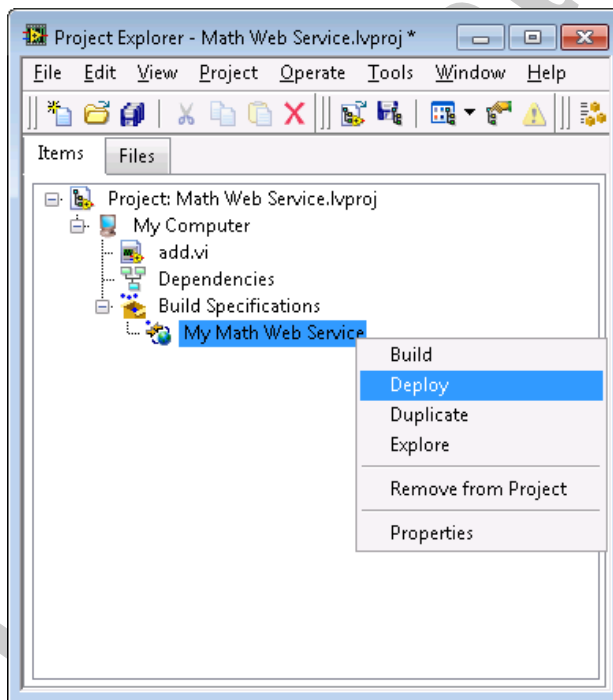 Project Explorer - Math Web Service.lvproj *
File Edit View Project Operate Tools Window Help
Items Files
Project: Math Web Service.lvproj
My Computer
add.vi
Dependencies
Build Specifications
My Math Web Service
Build
Deploy
Duplicate
Explore
Remove from Project
Properties